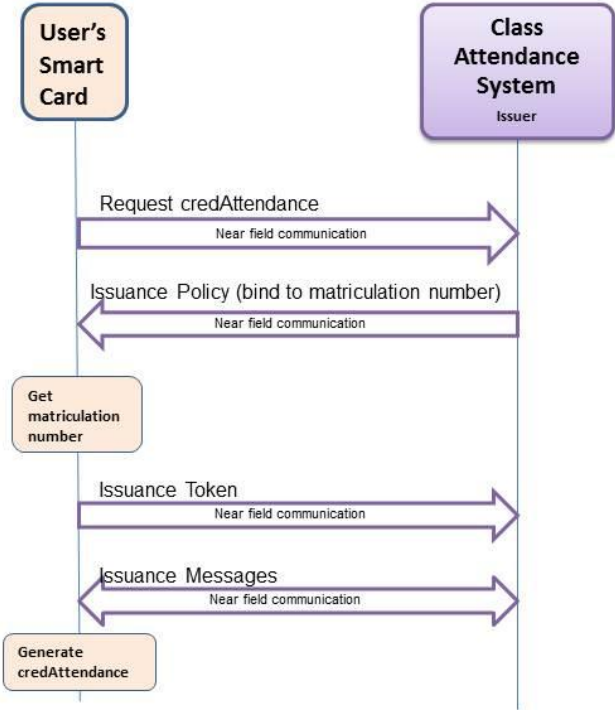 User's
Smart
Card
Class
Attendance
System
Issuer
Request credAttendance
Near field communication
Issuance Policy (bind to matriculation number)
Near field communication
Get
matriculation
number
Issuance Token
Near field communication
Issuance Messages
Near field communication
Generate
credAttendance